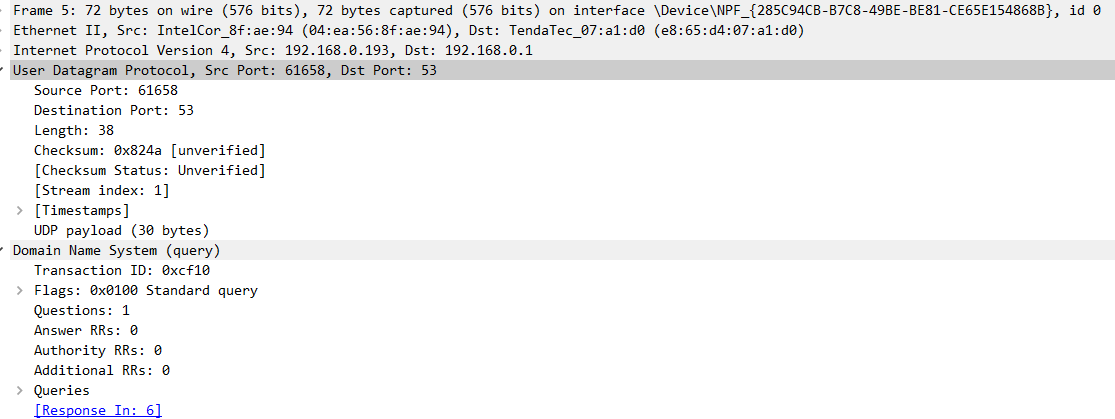 Frame 5: 72 bytes on wire (576 bits), 72 bytes captured (576 bits) on interface \Device\NPF_{285C94CB-B7C8-49BE-BE81-CE65E154868B}, id 0
Ethernet II, Src: IntelCor_8f:ae:94 (04:ea:56:8f:ae:94), Dst: TendaTec_07:a1:d0 (e8:65:d4:07:a1:d0)
Internet Protocol Version 4, Src: 192.168.0.193, Dst: 192.168.0.1
User Datagram Protocol, Src Port: 61658, Dst Port: 53
Source Port: 61658
Destination Port: 53
Length: 38
Checksum: 0x824a [unverified]
[Checksum Status: Unverified]
[Stream index: 1]
[Timestamps]
UDP payload (30 bytes)
Domain Name System (query)
Transaction ID: 0xcf10
Flags: 0x0100 Standard query
Questions: 1
Answer RRs: 0
Authority RRs: 0
Additional RRs: 0
Queries
[Response In: 6]